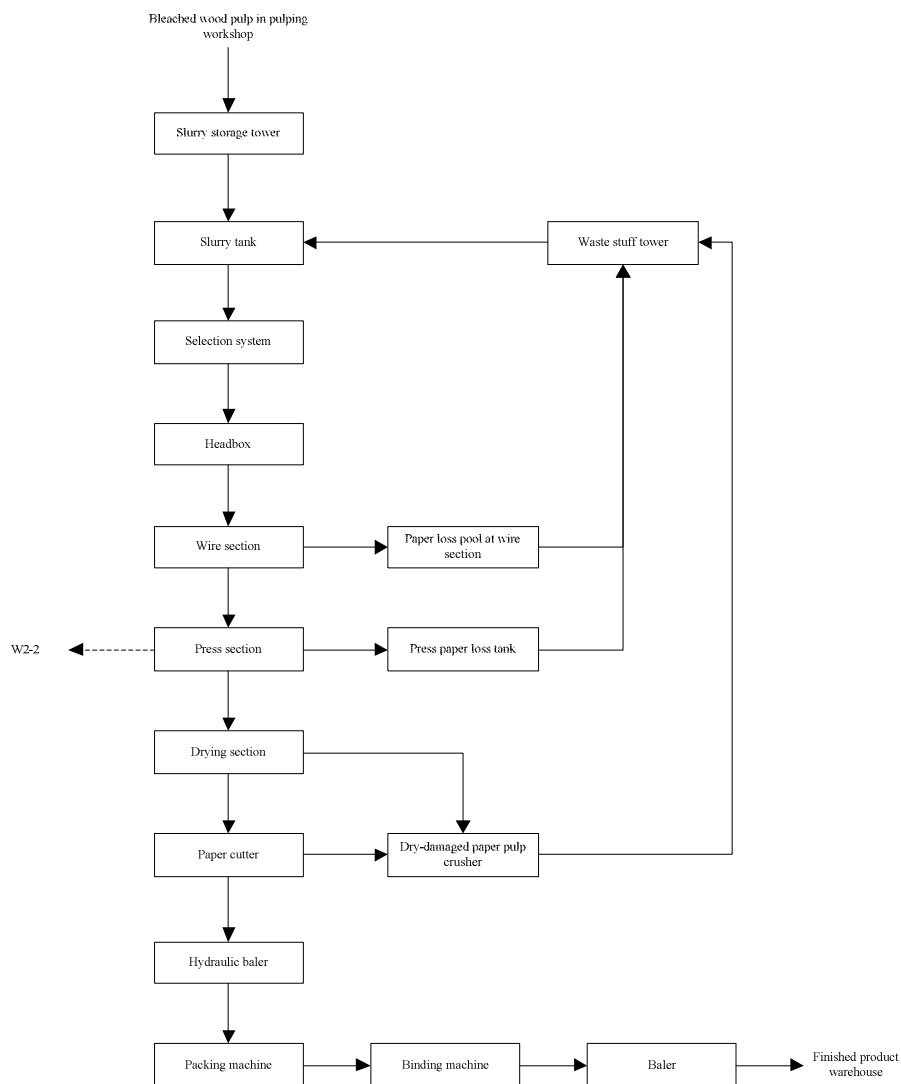 Bleached wood pulp in pulping
workshop
Slurry storage tower
Slurry tank
Waste stuff tower
Selection system
Headbox
Wire section
Paper loss pool at wire
section
W2-2
Press section
Press paper loss tank
Drying section
Paper cutter
Dry-damaged paper pulp
crusher
Hydraulic baler
Packing machine
Binding machine
Baler
Finished product
warehouse